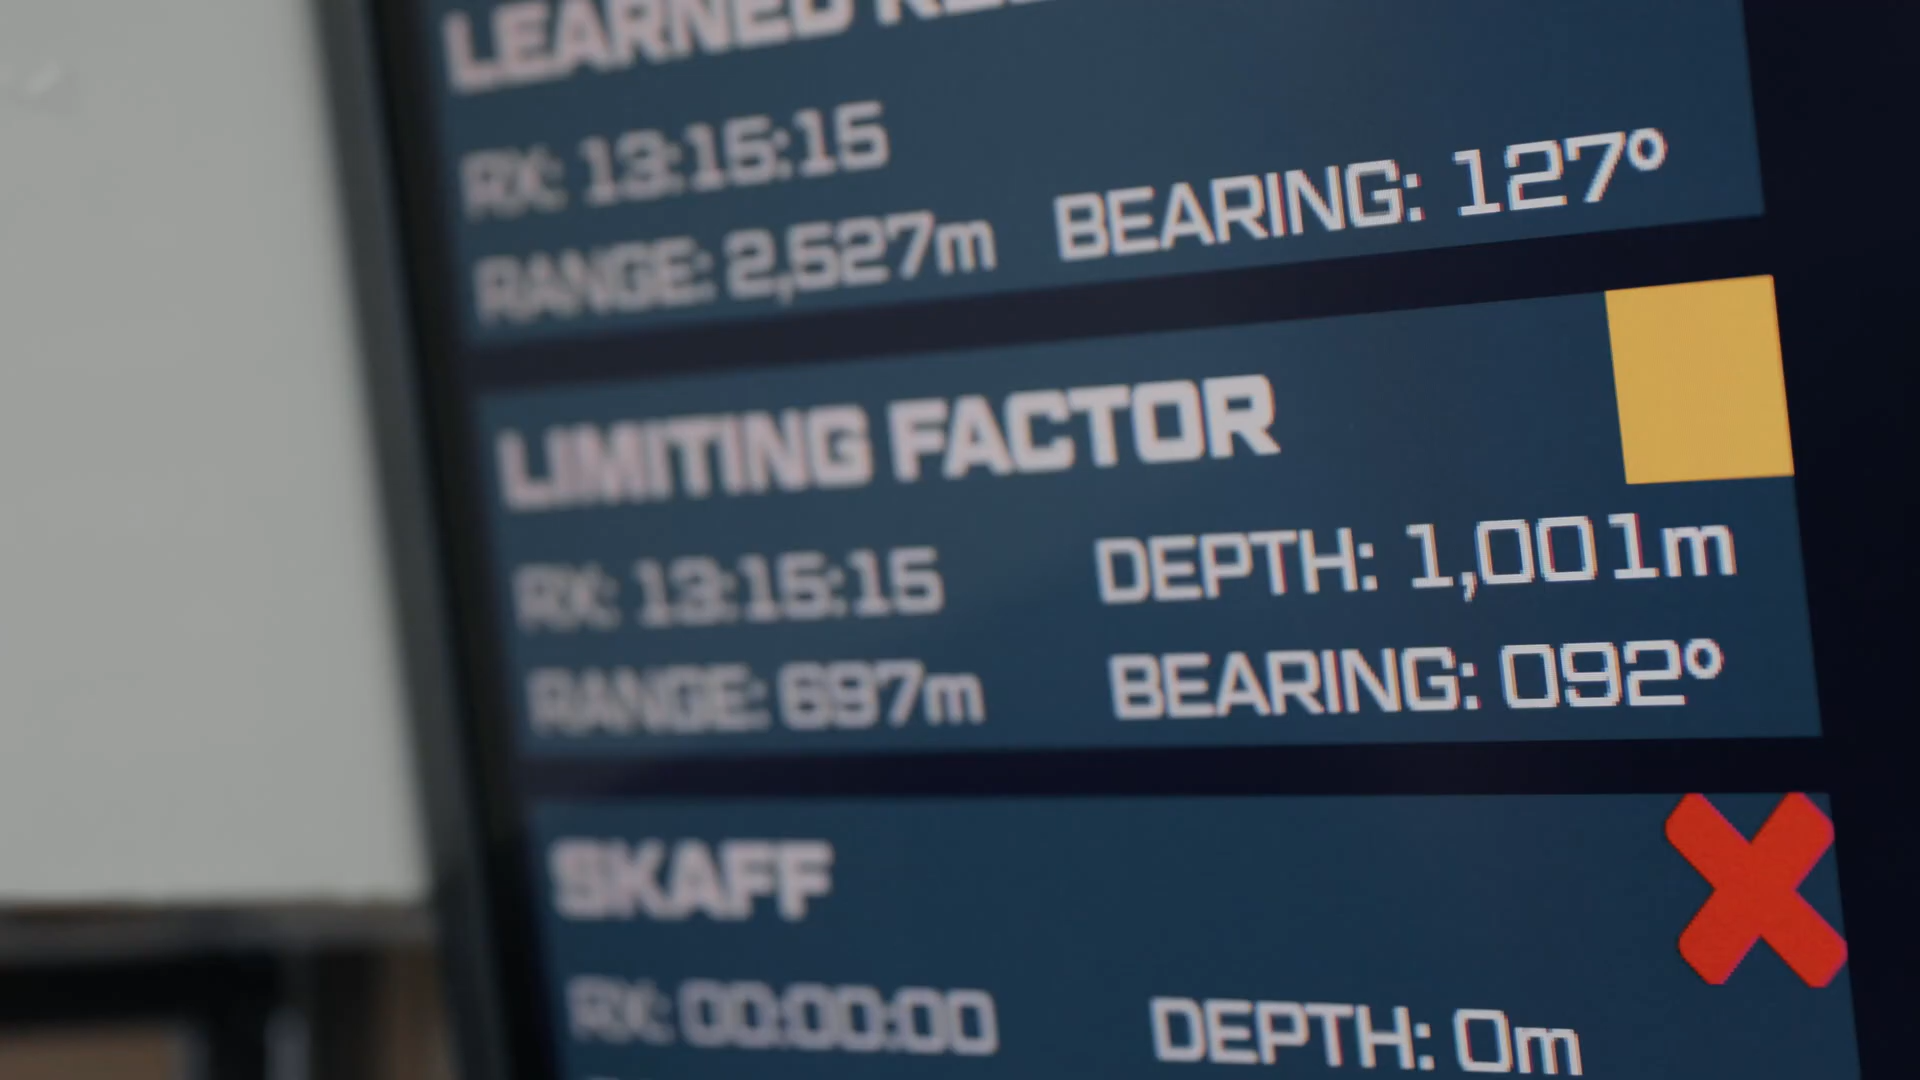 LEARNED
RX: 13:15:15
RANGE: 2,527m BEARING: 127°
LIMITING FACTOR
RX: 13:15:15 DEPTH: 1,001m
RANGE: 697m BEARING: 092°
SKAFF
RX: 00:00:00 DEPTH: 0m